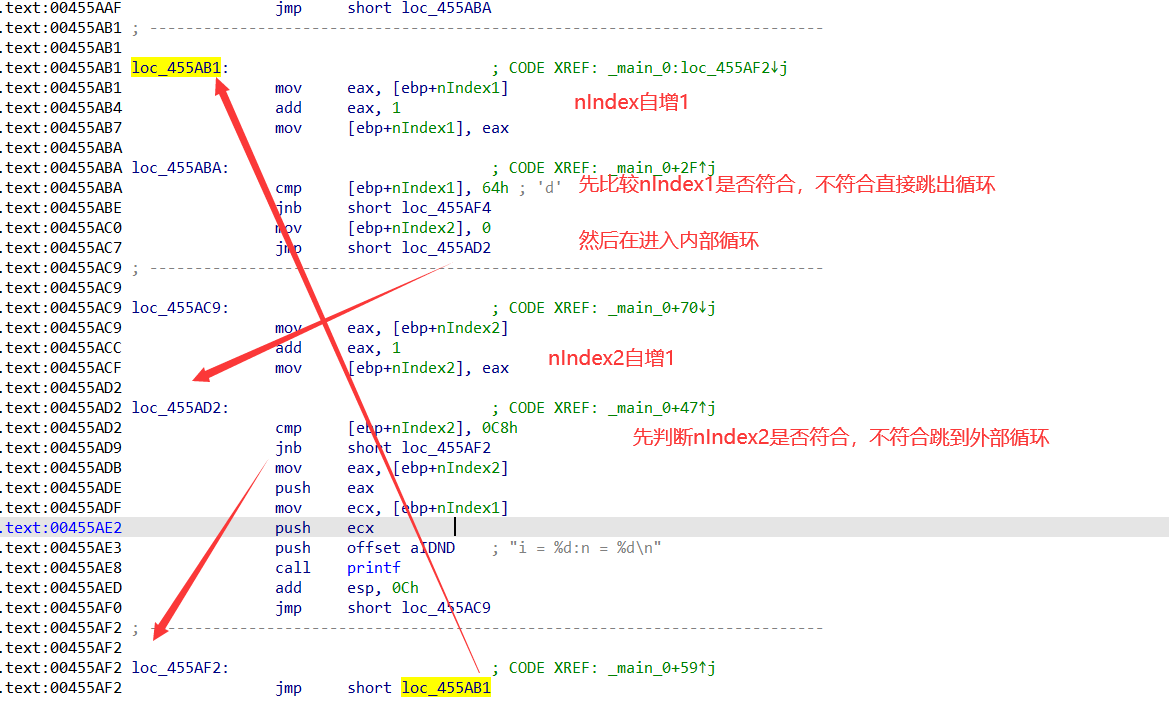 .text:00455AAF jmp short loc_455ABA
.text:00455AB1 ; ---------------------------------------------------------------------------
.text:00455AB1
.text:00455AB1 loc_455AB1: ; CODE XREF: _main_0:loc_455AF2↓j
.text:00455AB1 mov eax, [ebp+nIndex1]
nIndex自增1
.text:00455AB4 add eax, 1
.text:00455AB7 mov [ebp+nIndex1], eax
.text:00455ABA
.text:00455ABA loc_455ABA: ; CODE XREF: _main_0+2F↑j
.text:00455ABA cmp [ebp+nIndex1], 64h ; 'd' 先比较nIndex1是否符合，不符合直接跳出循环
.text:00455ABE jnb short loc_455AF4
.text:00455AC0 mov [ebp+nIndex2], 0
然后在进入内部循环
.text:00455AC7 jmp short loc_455AD2
.text:00455AC9 ; ---------------------------------------------------------------------------
.text:00455AC9
.text:00455AC9 loc_455AC9: ; CODE XREF: _main_0+70↓j
.text:00455AC9 mov eax, [ebp+nIndex2]
.text:00455ACC add eax, 1
nIndex2自增1
.text:00455ACF mov [ebp+nIndex2], eax
.text:00455AD2
.text:00455AD2 loc_455AD2: ; CODE XREF: _main_0+47↑j
.text:00455AD2 cmp [ebp+nIndex2], 0C8h
先判断nIndex2是否符合，不符合跳到外部循环
.text:00455AD9 jnb short loc_455AF2
.text:00455ADB mov eax, [ebp+nIndex2]
.text:00455ADE push eax
.text:00455ADF mov ecx, [ebp+nIndex1]
.text:00455AE2 push ecx
.text:00455AE3 push offset aIDND ; "i = %d:n = %d\n"
.text:00455AE8 call printf
.text:00455AED add esp, 0Ch
.text:00455AF0 jmp short loc_455AC9
.text:00455AF2 ; ---------------------------------------------------------------------------
.text:00455AF2
.text:00455AF2 loc_455AF2: ; CODE XREF: _main_0+59↑j
.text:00455AF2 jmp short loc_455AB1